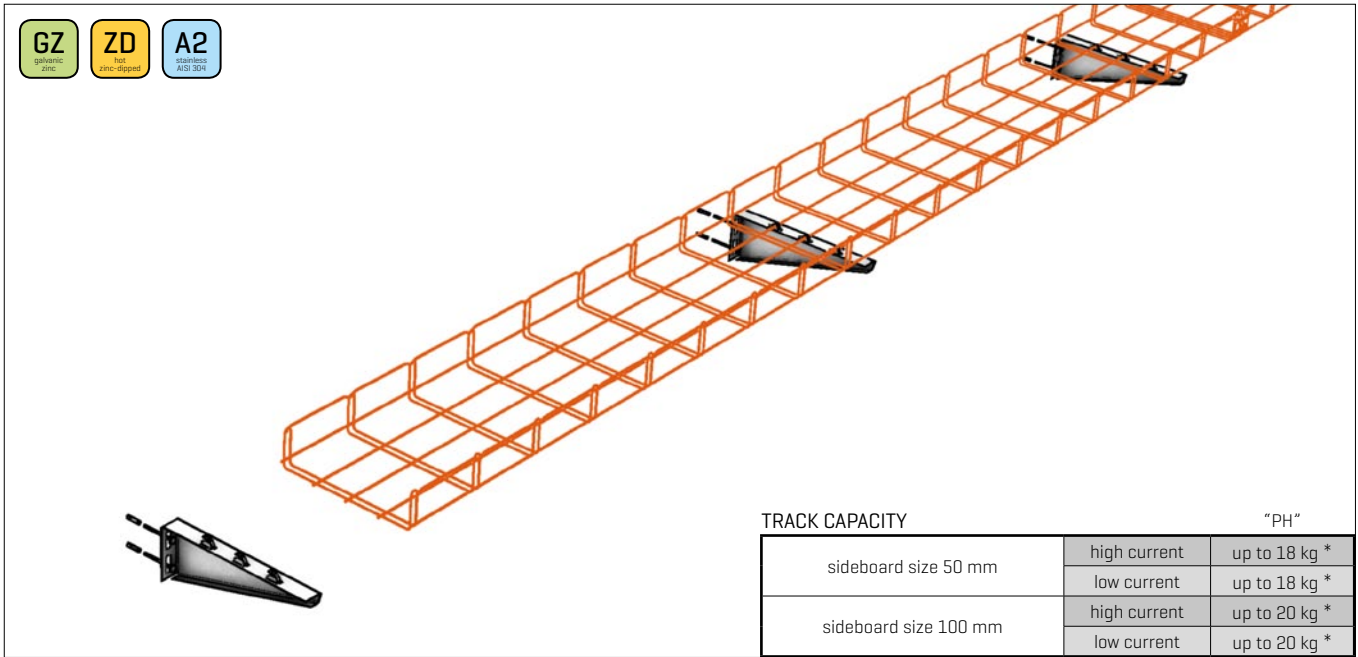 GZ
galvanic
zinc
ZD
hot
zinc-dipped
A2
stainless
AISI 304
TRACK CAPACITY "PH"
sideboard size 50 mm high current up to 18 kg *
low current up to 18 kg *
sideboard size 100 mm high current up to 20 kg *
low current up to 20 kg *